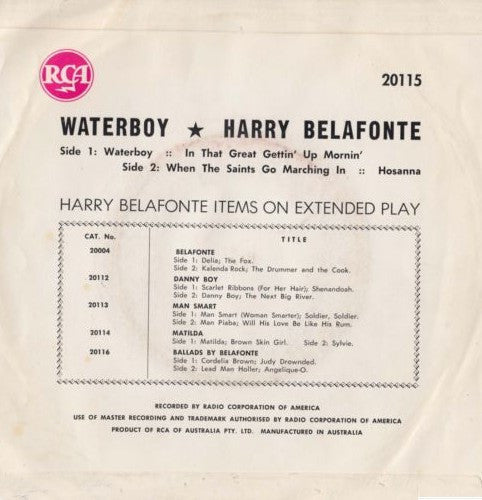 RCA
20115
WATERBOY ★ HARRY BELAFONTE
Side 1: Waterboy :: In That Great Gettin' Up Mornin'
Side 2: When The Saints Go Marching In :: Hosanna
HARRY BELAFONTE ITEMS ON EXTENDED PLAY
CAT. No. TITLE
20004 BELAFONTE
Side 1: Delia; The Fox.
Side 2: Kalenda Rock; The Drummer and the Cook.
20112 DANNY BOY
Side 1: Scarlet Ribbons (For Her Hair); Shenandoah.
Side 2: Danny Boy; The Next Big River.
20113 MAN SMART
Side 1: Man Smart (Woman Smarter); Soldier, Soldier.
Side 2: Man Piaba; Will His Love Be Like His Rum.
20114 MATILDA
Side 1: Matilda; Brown Skin Girl. Side 2: Sylvie.
20116 BALLADS BY BELAFONTE
Side 1: Cordelia Brown; Judy Drownded.
Side 2: Lead Man Holler; Angelique-O.
RECORDED BY RADIO CORPORATION OF AMERICA
USE OF MASTER RECORDING AND TRADEMARK AUTHORISED BY RADIO CORPORATION OF AMERICA
PRODUCT OF RCA OF AUSTRALIA PTY. LTD. MANUFACTURED IN AUSTRALIA